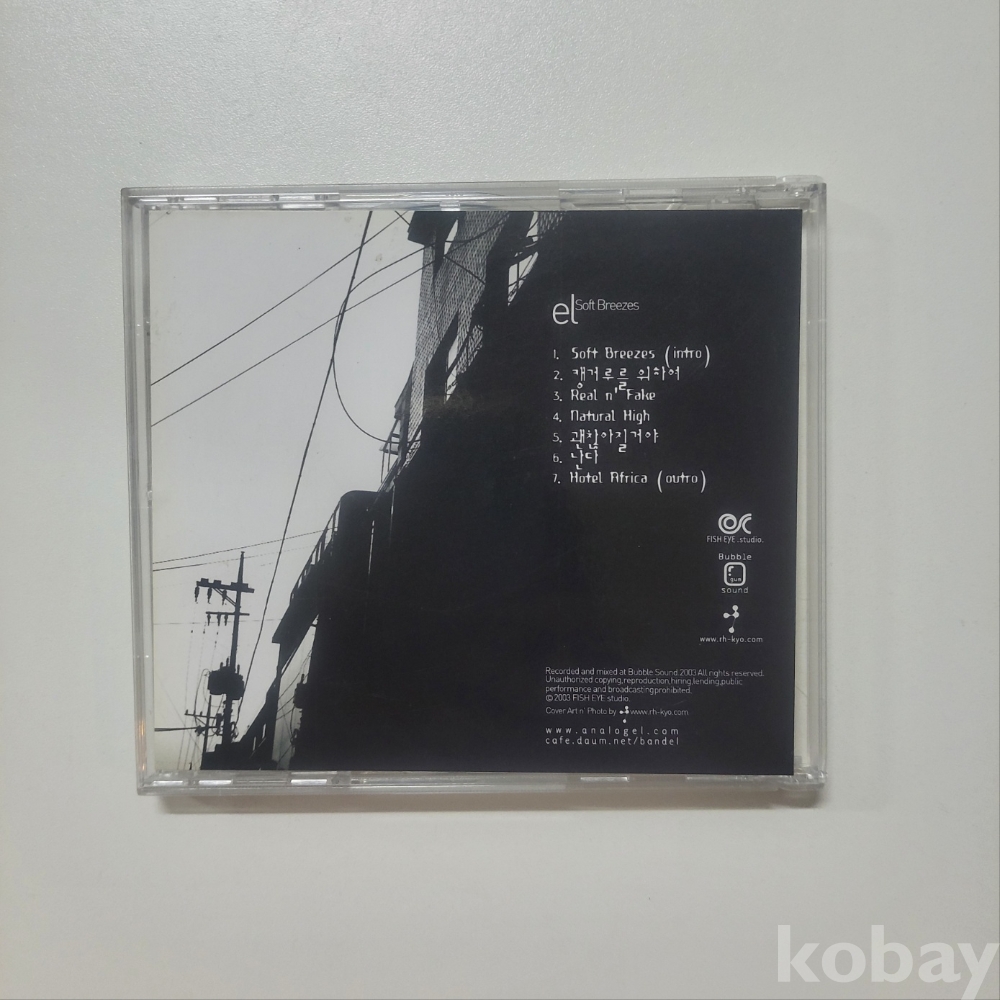 el Soft Breezes
1. Soft Breezes (intro)
2.캥거루를 위하여
3. Real n' Fake
4. Natural High
5.괜찮아질거야
6. 난다
7. Hotel Africa (outro)
FISH EYE .studio.
Bubble
gum
sound
www.rh-kyo.com
Recorded and mixed at Bubble Sound 2003 All rights reserved.
Unauthorized copying,reproduction,hiring,lending,public
performance and broadcasting prohibited.
© 2003 FISH EYE studio.
Cover Art n' Photo by www.rh-kyo.com.
www.analogel.com
cafe.daum.net/bandel
kobay